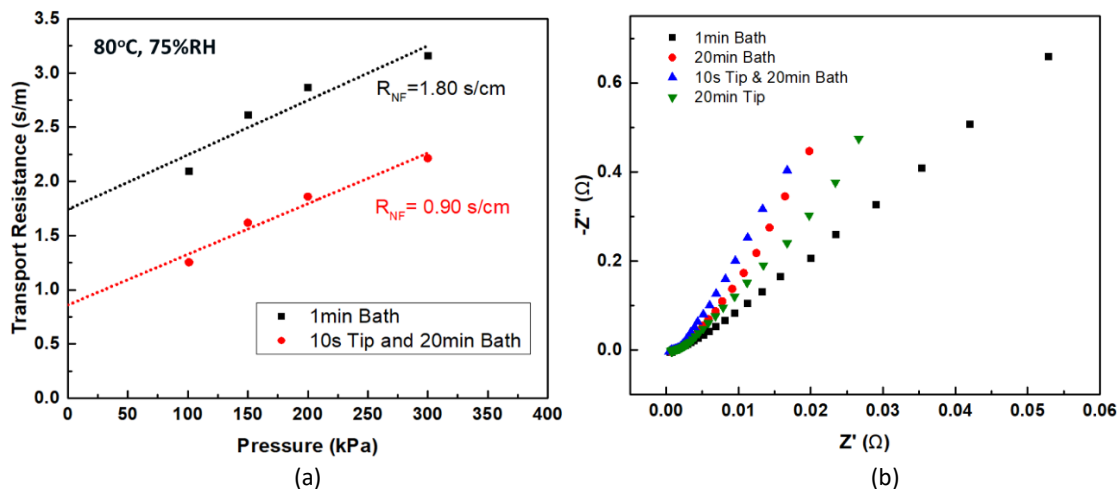 80°C, 75%RH
R_NF=1.80 s/cm
R_NF= 0.90 s/cm
1min Bath
10s Tip and 20min Bath
Transport Resistance (s/m)
3.5
3.0
2.5
2.0
1.5
1.0
0.5
0.0
0 50 100 150 200 250 300 350 400
Pressure (kPa)
(a)
1min Bath
20min Bath
10s Tip & 20min Bath
20min Tip
-Z'' (Ω)
0.6
0.4
0.2
0.0
0.00 0.01 0.02 0.03 0.04 0.05 0.06
Z' (Ω)
(b)